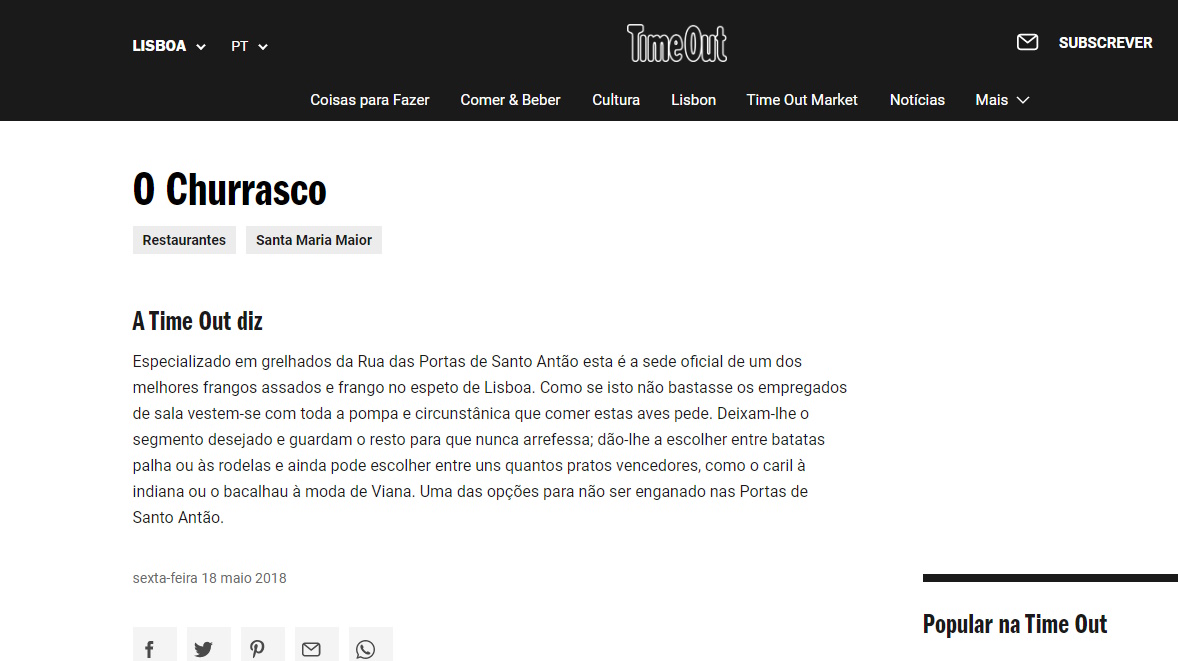 LISBOA PT TimeOut SUBSCREVER
Coisas para Fazer Comer & Beber Cultura Lisbon Time Out Market Notícias Mais
O Churrasco
Restaurantes Santa Maria Maior
A Time Out diz
Especializado em grelhados da Rua das Portas de Santo Antão esta é a sede oficial de um dos
melhores frangos assados e frango no espeto de Lisboa. Como se isto não bastasse os empregados
de sala vestem-se com toda a pompa e circunstânica que comer estas aves pede. Deixam-lhe o
segmento desejado e guardam o resto para que nunca arrefessa; dão-lhe a escolher entre batatas
palha ou às rodelas e ainda pode escolher entre uns quantos pratos vencedores, como o caril à
indiana ou o bacalhau à moda de Viana. Uma das opções para não ser enganado nas Portas de
Santo Antão.
sexta-feira 18 maio 2018
Popular na Time Out